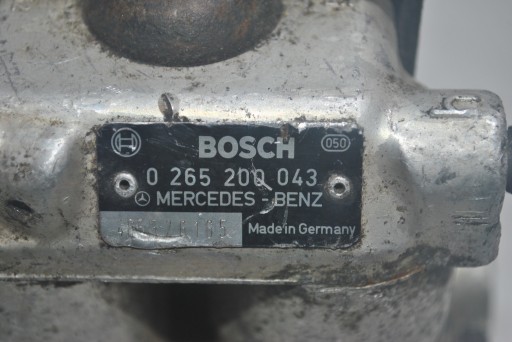 BOSCH
050
0 265 200 043
MERCEDES - BENZ
Made in Germany